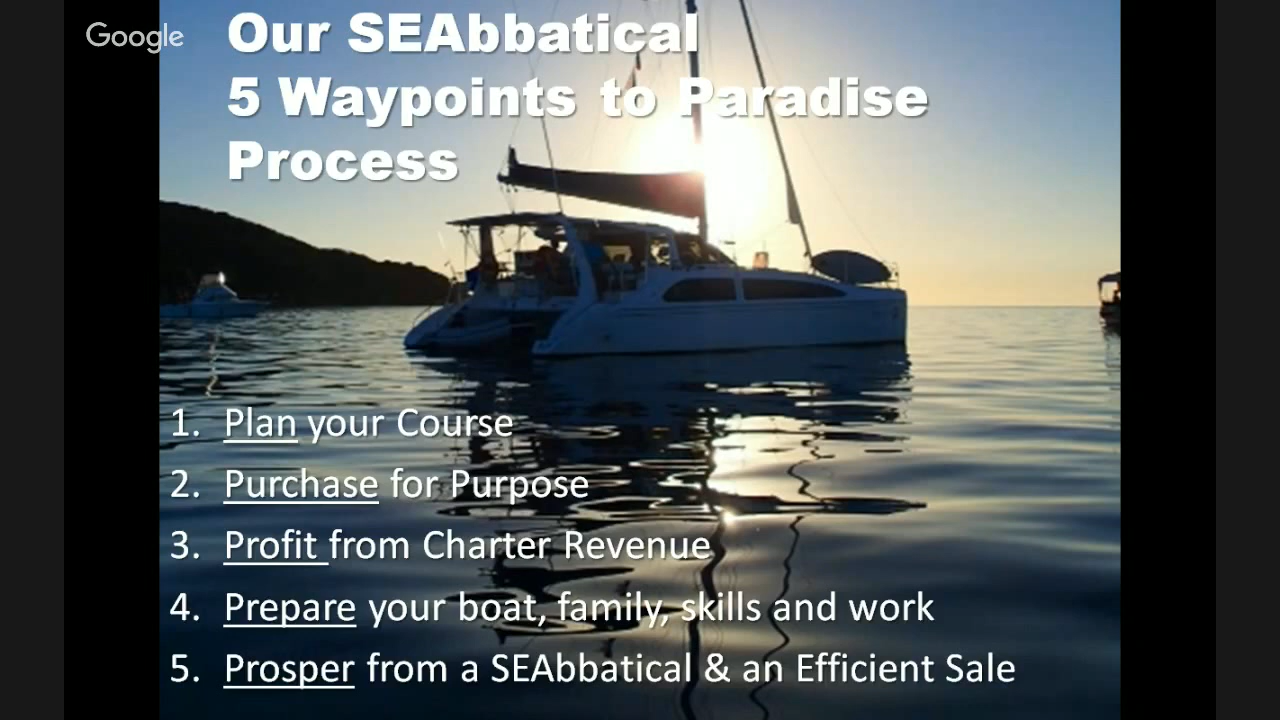 Google
Our SEAbbatical
5 Waypoints to Paradise
Process
1. Plan your Course
2. Purchase for Purpose
3. Profit from Charter Revenue
4. Prepare your boat, family, skills and work
5. Prosper from a SEAbbatical & an Efficient Sale